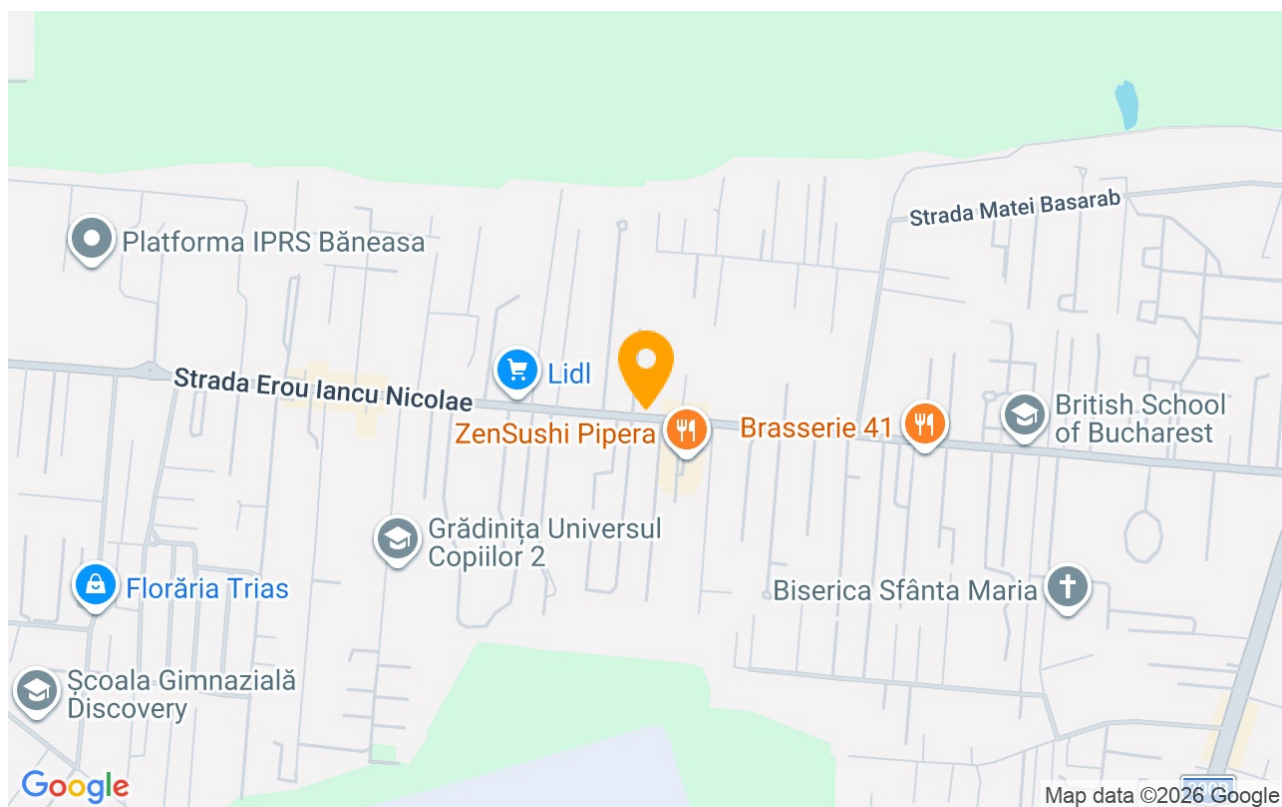 Strada Matei Basarab
Platforma IPRS Băneasa
Lidl
Strada Erou Iancu Nicolae
ZenSushi Pipera
Brasserie 41
British School
of Bucharest
Grădinița Universul
Copiilor 2
Florăria Trias
Biserica Sfânta Maria
Școala Gimnazială
Discovery
Google
Map data ©2026 Google